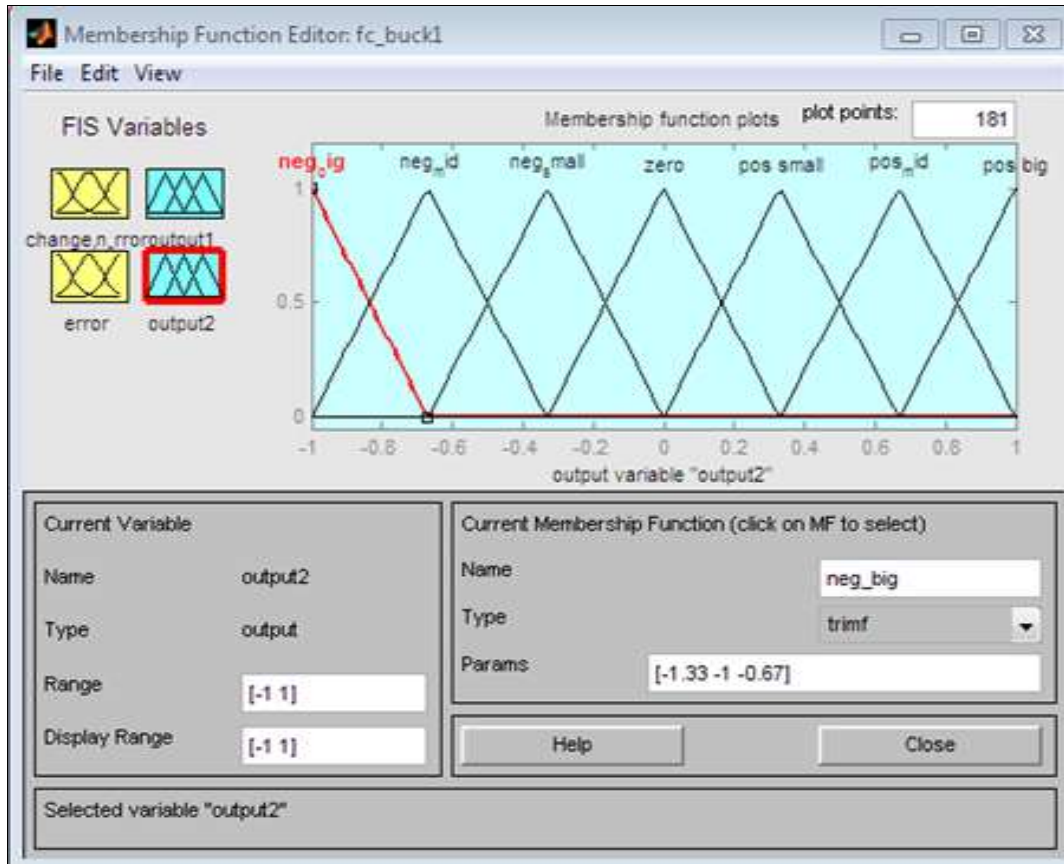 Membership Function Editor: fc_buck1
File Edit View
FIS Variables
Membership function plots plot points: 181
neg_big neg_mid neg_small zero pos small pos_mid pos big
change,n_rror output1
error output2
1
0.5
0
-1 -0.8 -0.6 -0.4 -0.2 0 0.2 0.4 0.6 0.8 1
output variable "output2"
Current Variable
Name output2
Type output
Range [-1 1]
Display Range [-1 1]
Current Membership Function (click on MF to select)
Name neg_big
Type trimf
Params [-1.33 -1 -0.67]
Help Close
Selected variable "output2"